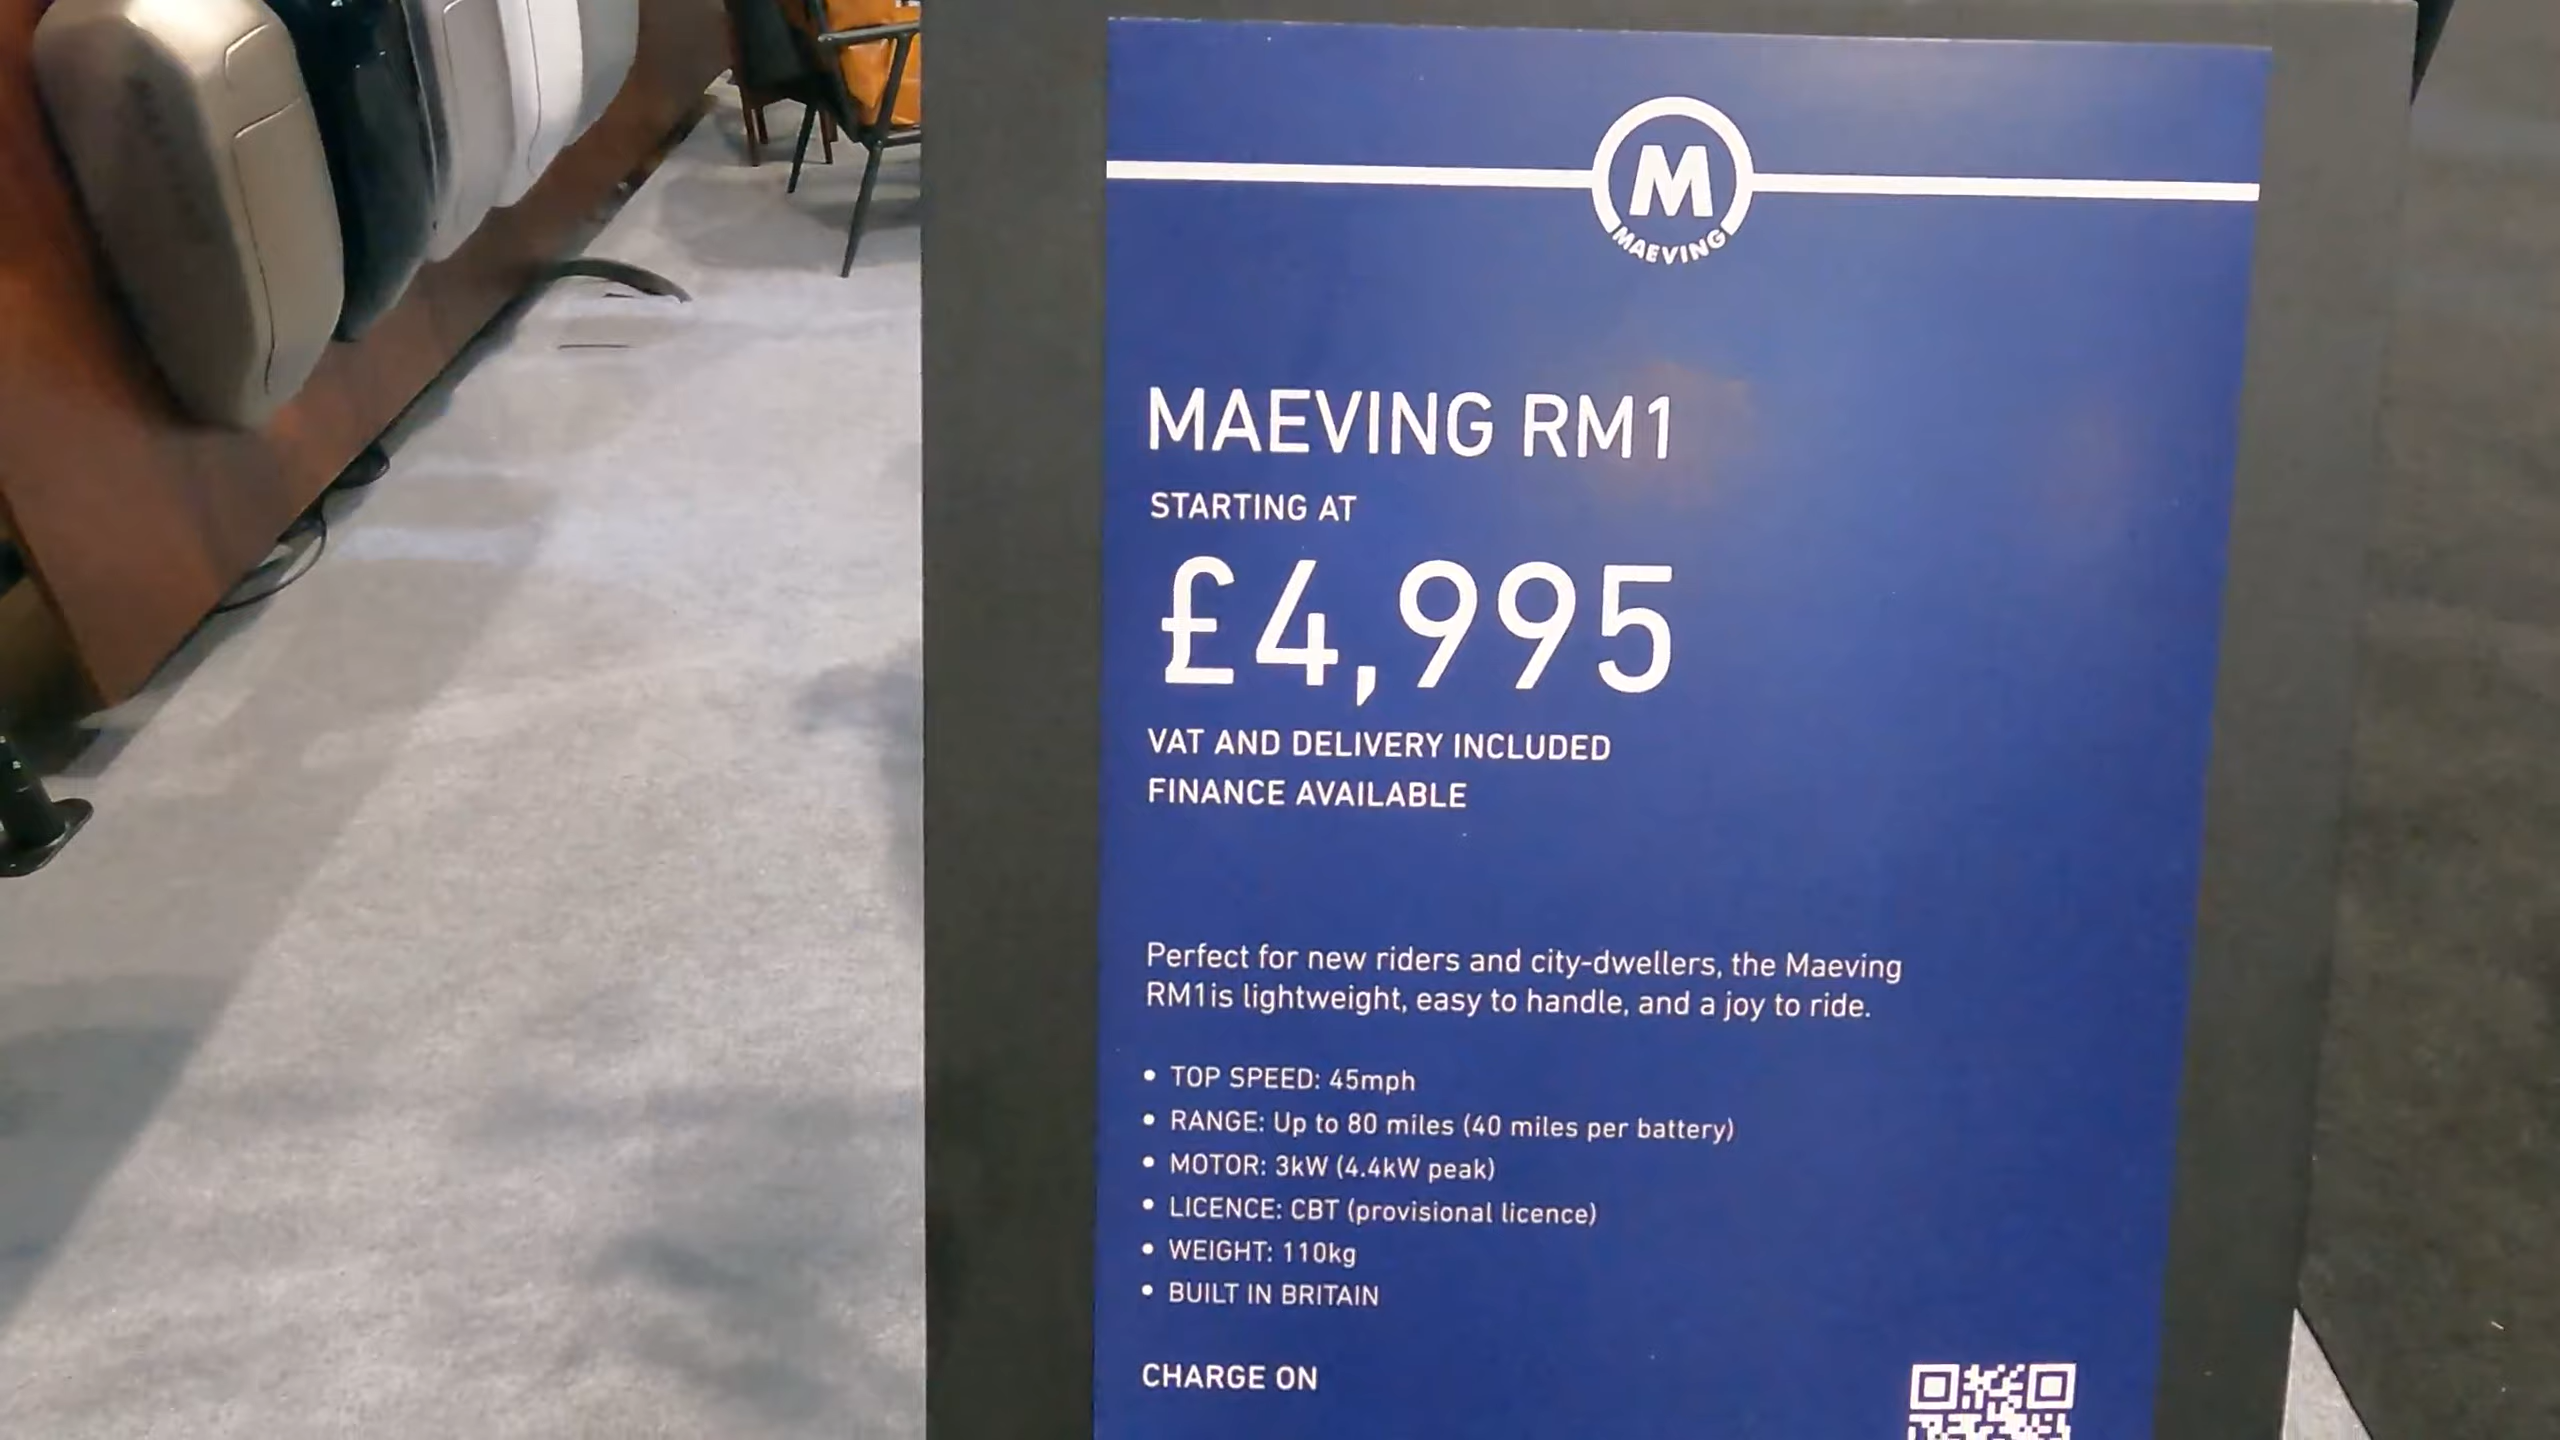 M
MAEVING
MAEVING RM1
STARTING AT
£4,995
VAT AND DELIVERY INCLUDED
FINANCE AVAILABLE
Perfect for new riders and city-dwellers, the Maeving
RM1is lightweight, easy to handle, and a joy to ride.
• TOP SPEED: 45mph
• RANGE: Up to 80 miles (40 miles per battery)
• MOTOR: 3kW (4.4kW peak)
• LICENCE: CBT (provisional licence)
• WEIGHT: 110kg
• BUILT IN BRITAIN
CHARGE ON